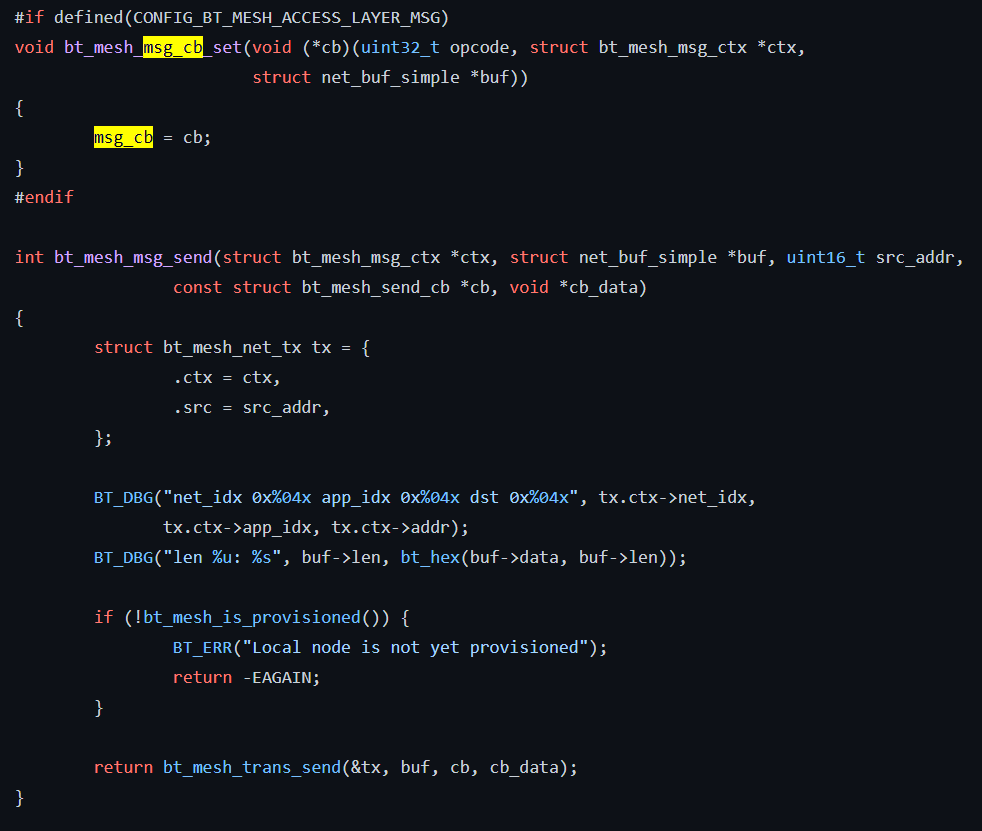 #if defined(CONFIG_BT_MESH_ACCESS_LAYER_MSG)
void bt_mesh_msg_cb_set(void (*cb)(uint32_t opcode, struct bt_mesh_msg_ctx *ctx,
                        struct net_buf_simple *buf))
{
        msg_cb = cb;
}
#endif

int bt_mesh_msg_send(struct bt_mesh_msg_ctx *ctx, struct net_buf_simple *buf, uint16_t src_addr,
                const struct bt_mesh_send_cb *cb, void *cb_data)
{
        struct bt_mesh_net_tx tx = {
                .ctx = ctx,
                .src = src_addr,
        };

        BT_DBG("net_idx 0x%04x app_idx 0x%04x dst 0x%04x", tx.ctx->net_idx,
               tx.ctx->app_idx, tx.ctx->addr);
        BT_DBG("len %u: %s", buf->len, bt_hex(buf->data, buf->len));

        if (!bt_mesh_is_provisioned()) {
                BT_ERR("Local node is not yet provisioned");
                return -EAGAIN;
        }

        return bt_mesh_trans_send(&tx, buf, cb, cb_data);
}